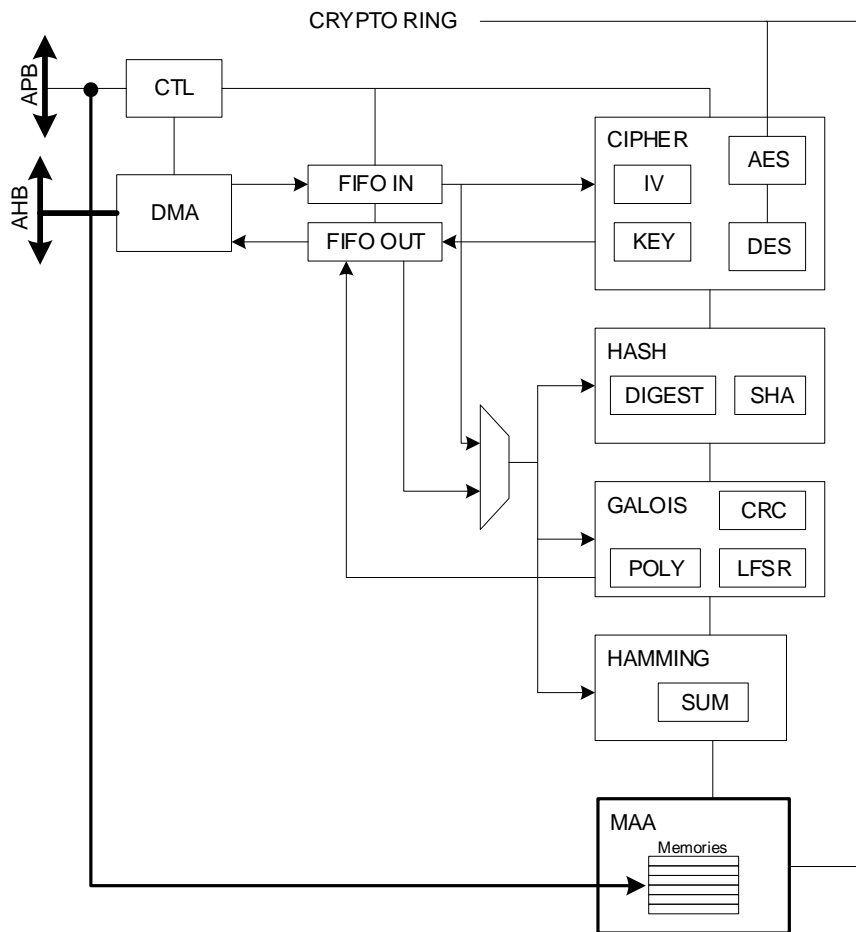 CRYPTO RING
APB
CTL
AHB
DMA
FIFO IN
FIFO OUT
CIPHER
IV
AES
KEY
DES
HASH
DIGEST
SHA
GALOIS
CRC
POLY
LFSR
HAMMING
SUM
MAA
Memories